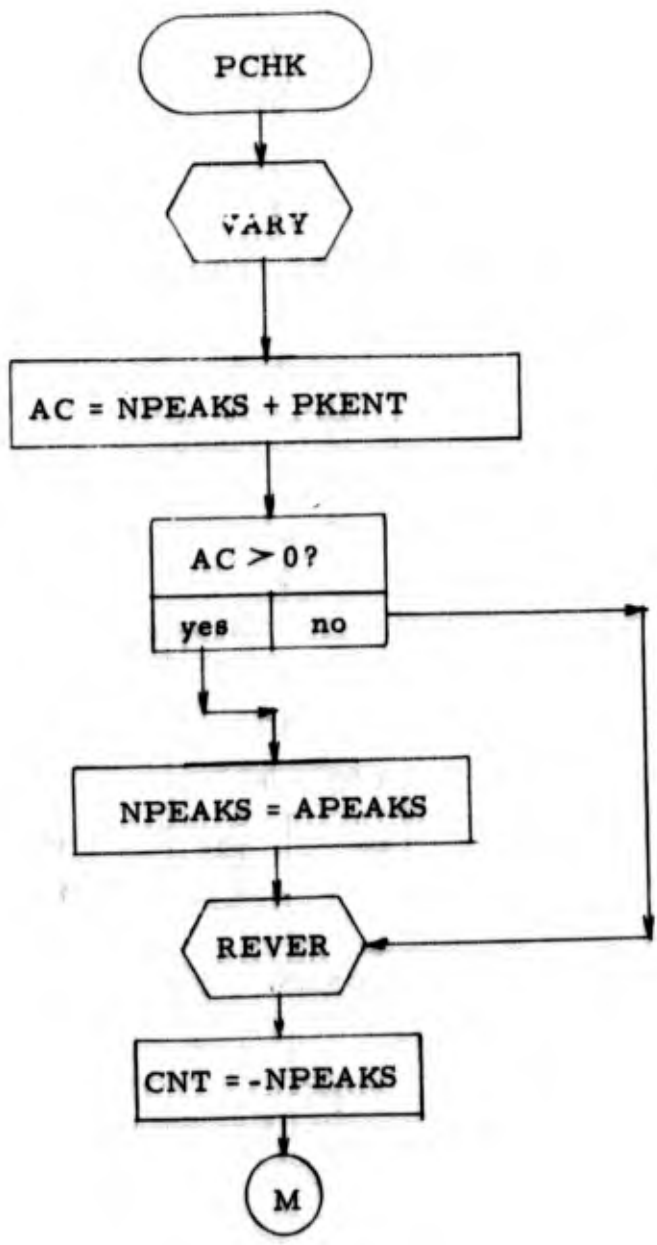 PCHK
VARY
AC = NPEAKS + PKENT
AC > 0?
yes
no
NPEAKS = APEAKS
REVER
CNT = -NPEAKS
M